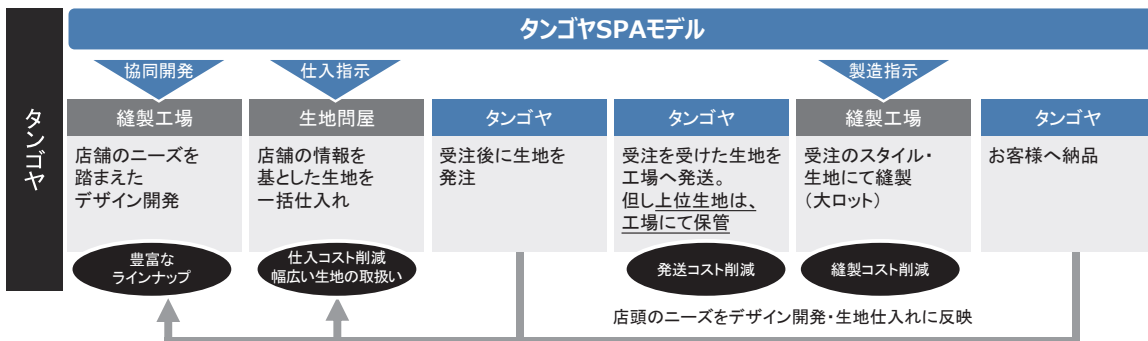 タンゴヤSPAモデル
タンゴヤ
協同開発
仕入指示
製造指示
縫製工場
生地問屋
タンゴヤ
タンゴヤ
縫製工場
タンゴヤ
店舗のニーズを
踏まえた
デザイン開発
店舗の情報を
基とした生地を
一括仕入れ
受注後に生地を
発注
受注を受けた生地を
工場へ発送。
但し上位生地は、
工場にて保管
受注のスタイル・
生地にて縫製
（大ロット）
お客様へ納品
豊富な
ラインナップ
仕入コスト削減
幅広い生地の取扱い
発送コスト削減
縫製コスト削減
店頭のニーズをデザイン開発・生地仕入れに反映